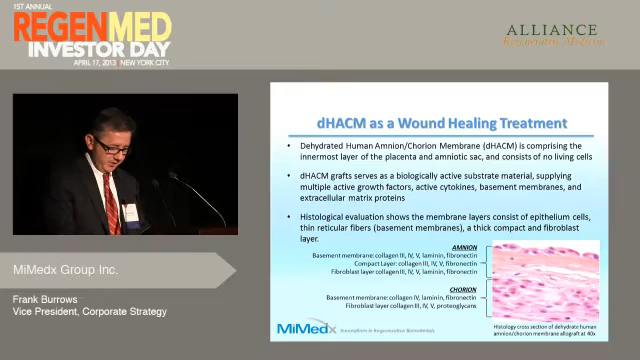 1ST ANNUAL
REGENMED
INVESTOR DAY
APRIL 17, 2013 | NEW YORK CITY
ALLIANCE
Regenerative Medicine
dHACM as a Wound Healing Treatment
• Dehydrated Human Amnion/Chorion Membrane (dHACM) is comprising the
innermost layer of the placenta and amniotic sac, and consists of no living cells
• dHACM grafts serves as a biologically active substrate material, supplying
multiple active growth factors, active cytokines, basement membranes, and
extracellular matrix proteins
• Histological evaluation shows the membrane layers consist of epithelium cells,
thin reticular fibers (basement membranes), a thick compact and fibroblast
layer.
AMNION
Basement membrane: collagen III, IV, V, laminin, fibronectin
Compact Layer: collagen III, IV, V, fibronectin
Fibroblast layer collagen III, IV, V, laminin, fibronectin
CHORION
Basement membrane: collagen IV, laminin, fibronectin
Fibroblast layer collagen III, IV, V, proteoglycans
MiMedx
Innovations in Regenerative Biomaterials
Histology cross section of dehydrate human
amnion/chorion membrane allograft at 40x
MiMedx Group Inc.
Frank Burrows
Vice President, Corporate Strategy